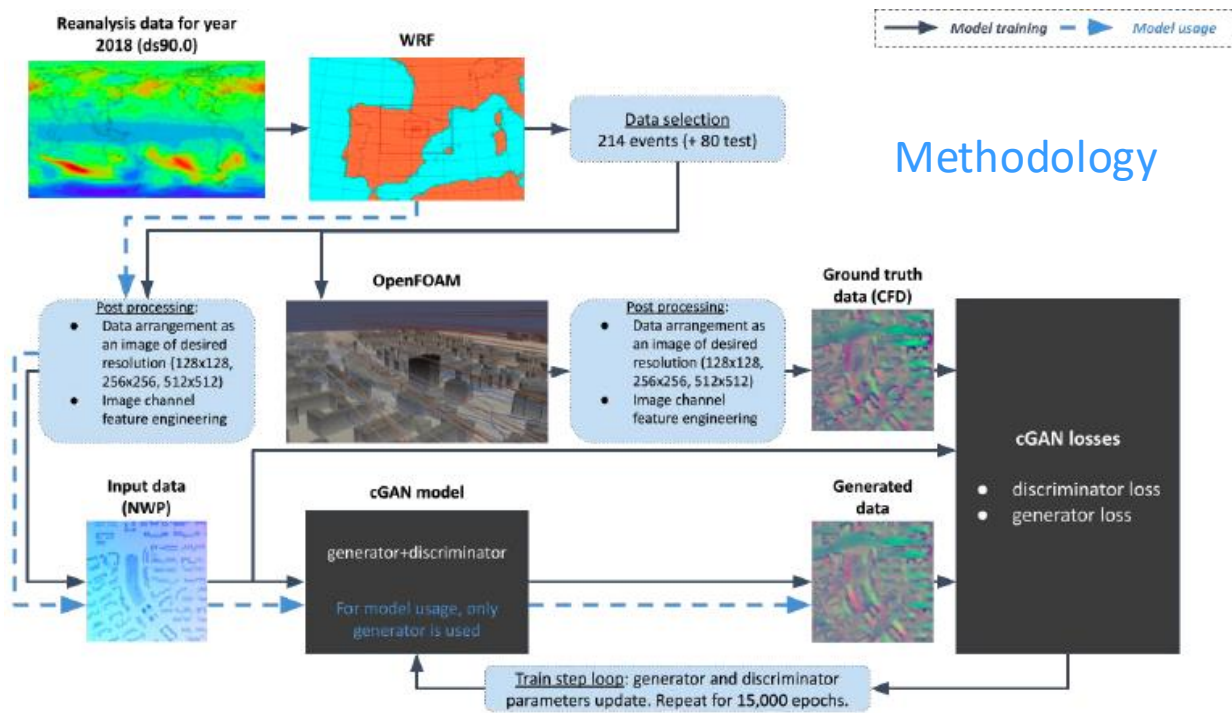 Reanalysis data for year
2018 (ds90.0)
WRF
Model training
Model usage
Data selection
214 events (+ 80 test)
Methodology
Post processing:
● Data arrangement as
an image of desired
resolution (128x128,
256x256, 512x512)
● Image channel
feature engineering
OpenFOAM
Post processing:
● Data arrangement as
an image of desired
resolution (128x128,
256x256, 512x512)
● Image channel
feature engineering
Ground truth
data (CFD)
cGAN losses
● discriminator loss
● generator loss
Input data
(NWP)
cGAN model
generator+discriminator
For model usage, only
generator is used
Generated
data
Train step loop: generator and discriminator
parameters update. Repeat for 15,000 epochs.